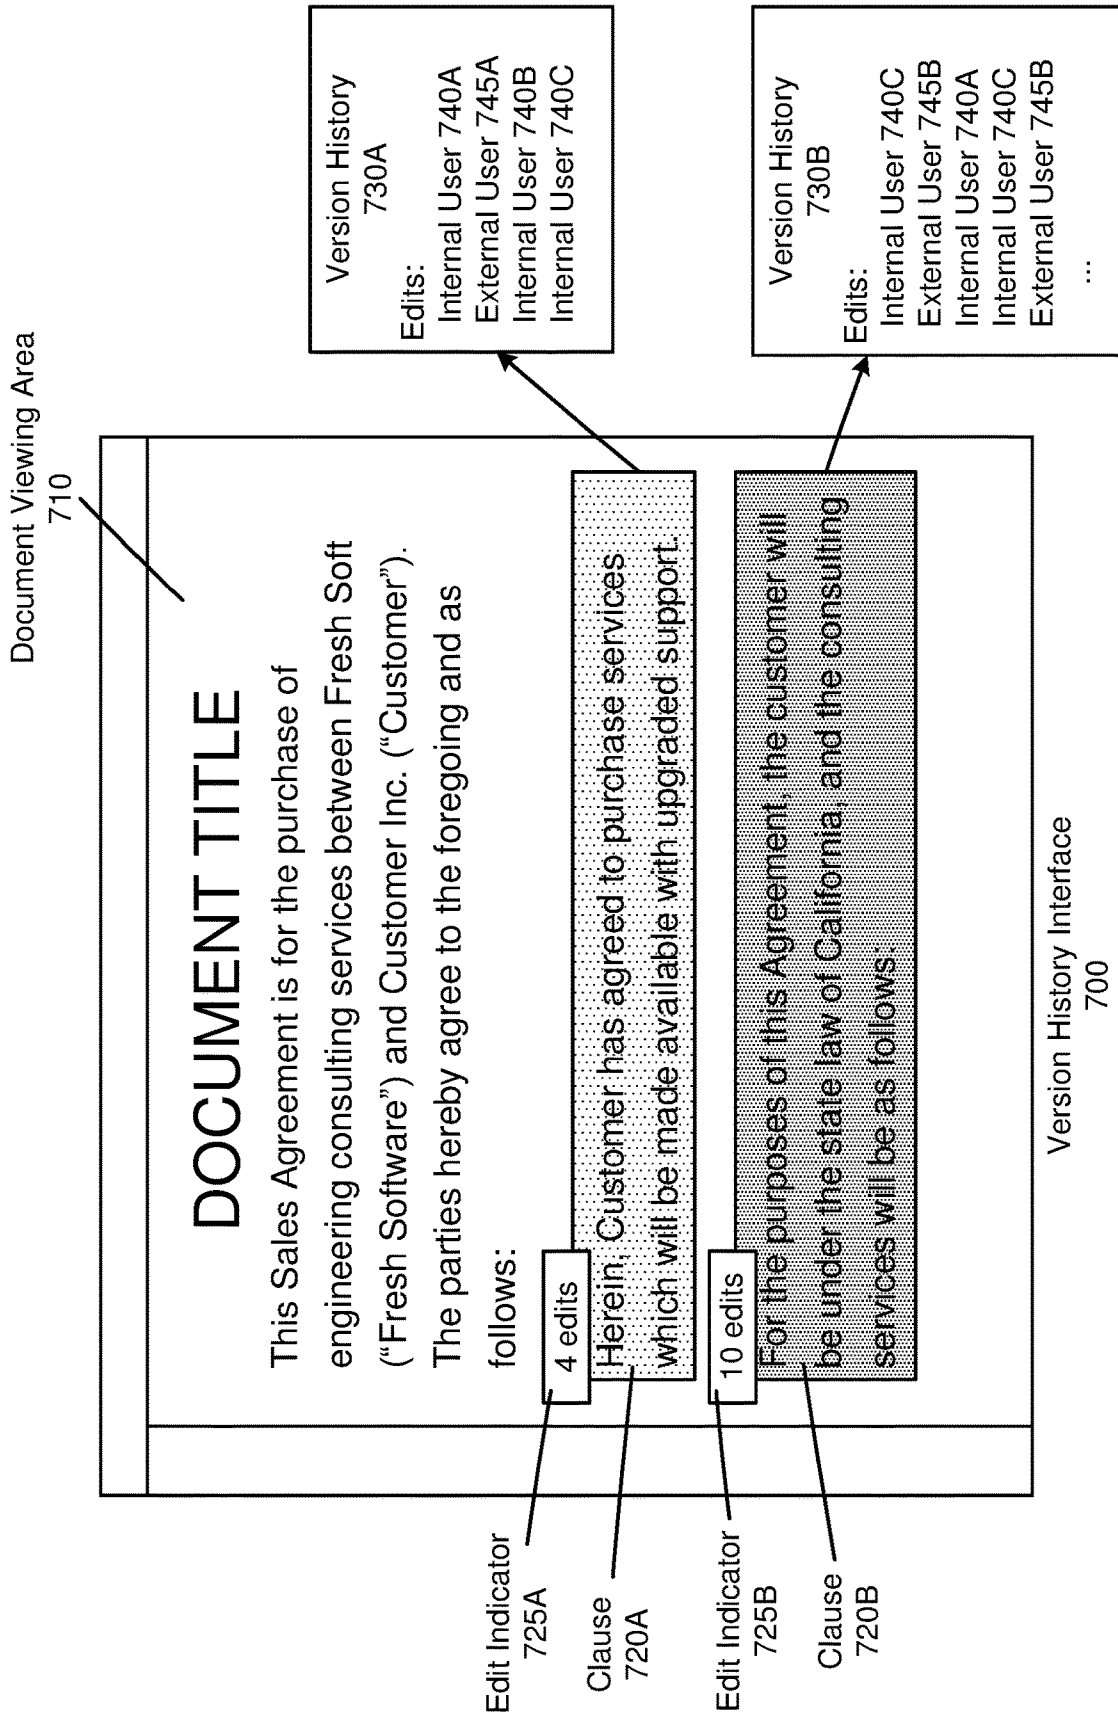 Document Viewing Area
710
DOCUMENT TITLE
This Sales Agreement is for the purchase of
engineering consulting services between Fresh Soft
(“Fresh Software”) and Customer Inc. (“Customer”).
The parties hereby agree to the foregoing and as
follows:
Edit Indicator
725A
4 edits
Clause
720A
Herein, Customer has agreed to purchase services
which will be made available with upgraded support.
Version History
730A
Edits:
Internal User 740A
External User 745A
Internal User 740B
Internal User 740C
Edit Indicator
725B
10 edits
Clause
720B
For the purposes of this Agreement, the customer will
be under the state law of California, and the consulting
services will be as follows:
Version History
730B
Edits:
Internal User 740C
External User 745B
Internal User 740A
Internal User 740C
External User 745B
...
Version History Interface
700